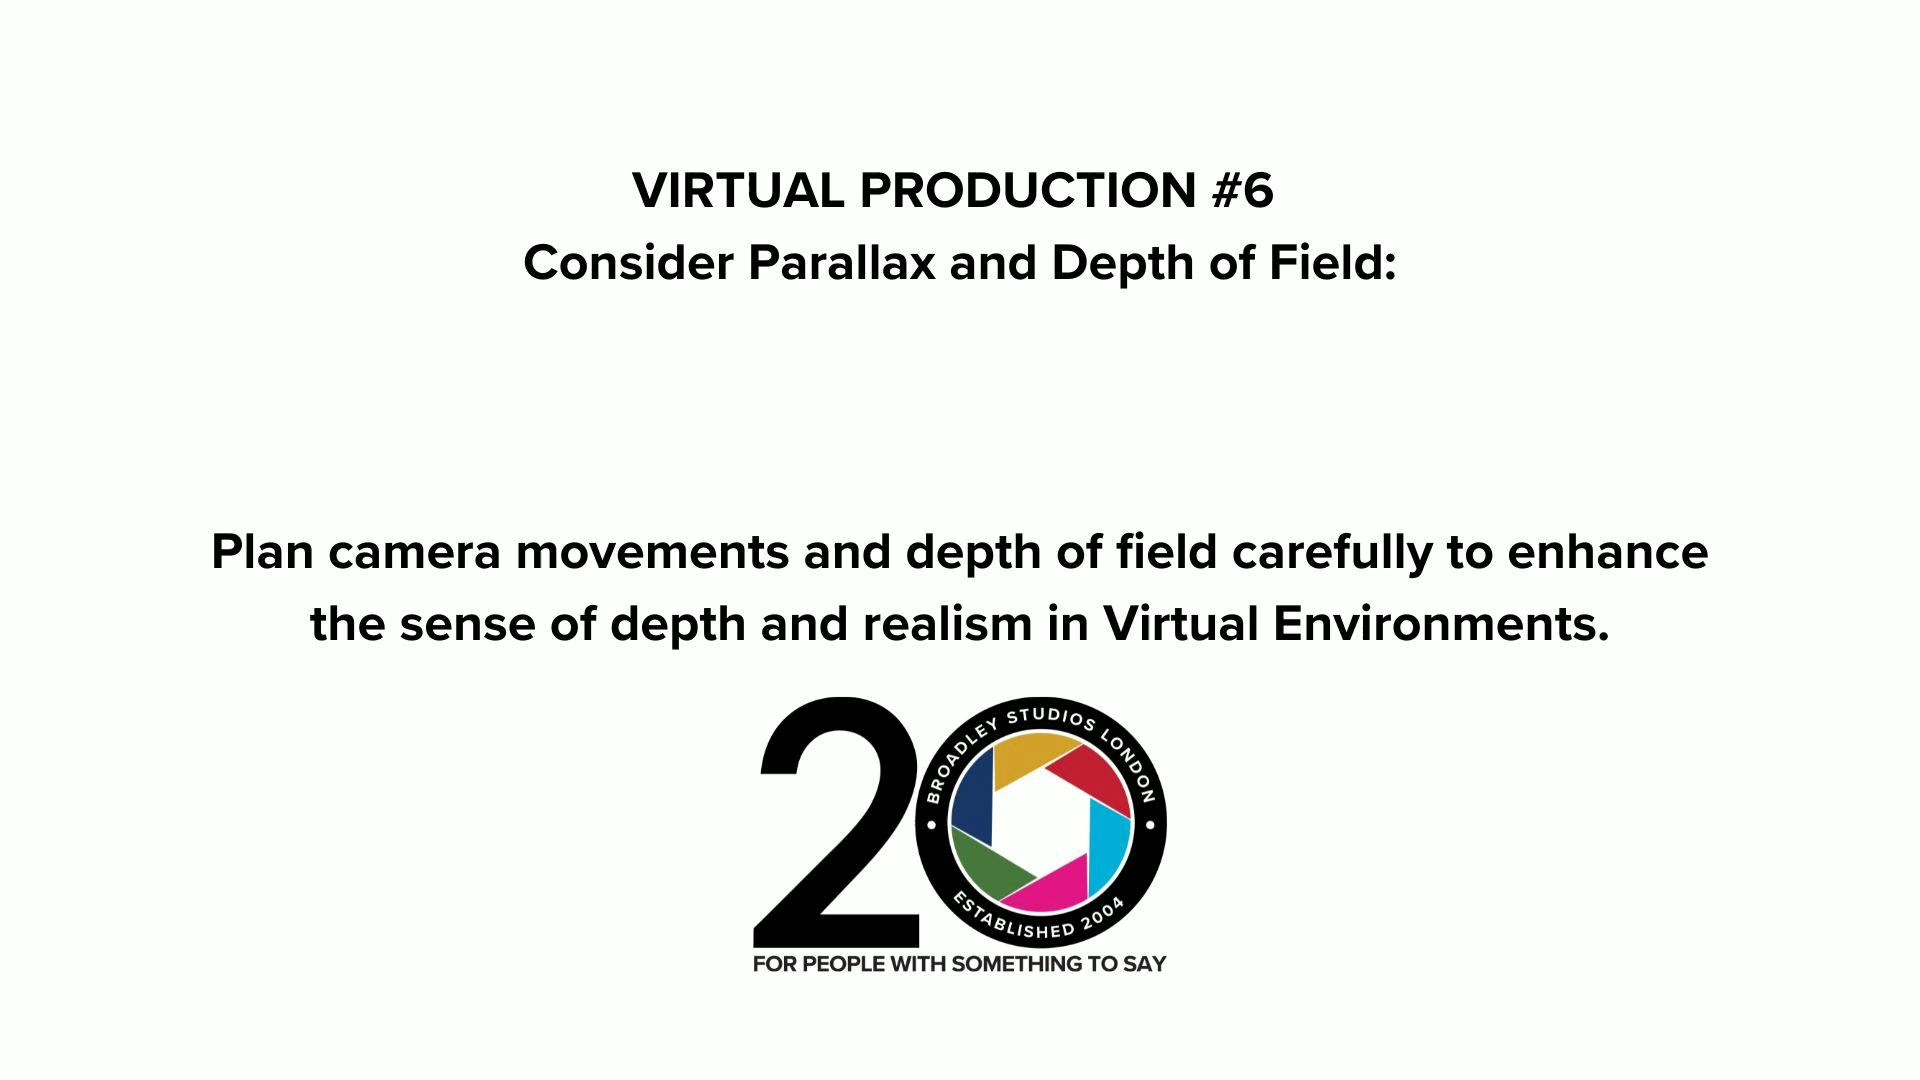 VIRTUAL PRODUCTION #6
Consider Parallax and Depth of Field:
Plan camera movements and depth of field carefully to enhance
the sense of depth and realism in Virtual Environments.
20
BROADLEY STUDIOS LONDON
ESTABLISHED 2004
FOR PEOPLE WITH SOMETHING TO SAY